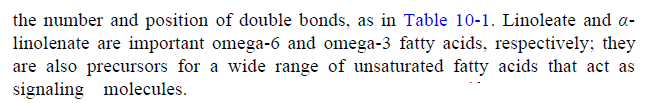 the number and position of double bonds, as in Table 10-1. Linoleate and α-
linolenate are important omega-6 and omega-3 fatty acids, respectively; they
are also precursors for a wide range of unsaturated fatty acids that act as
signaling molecules.